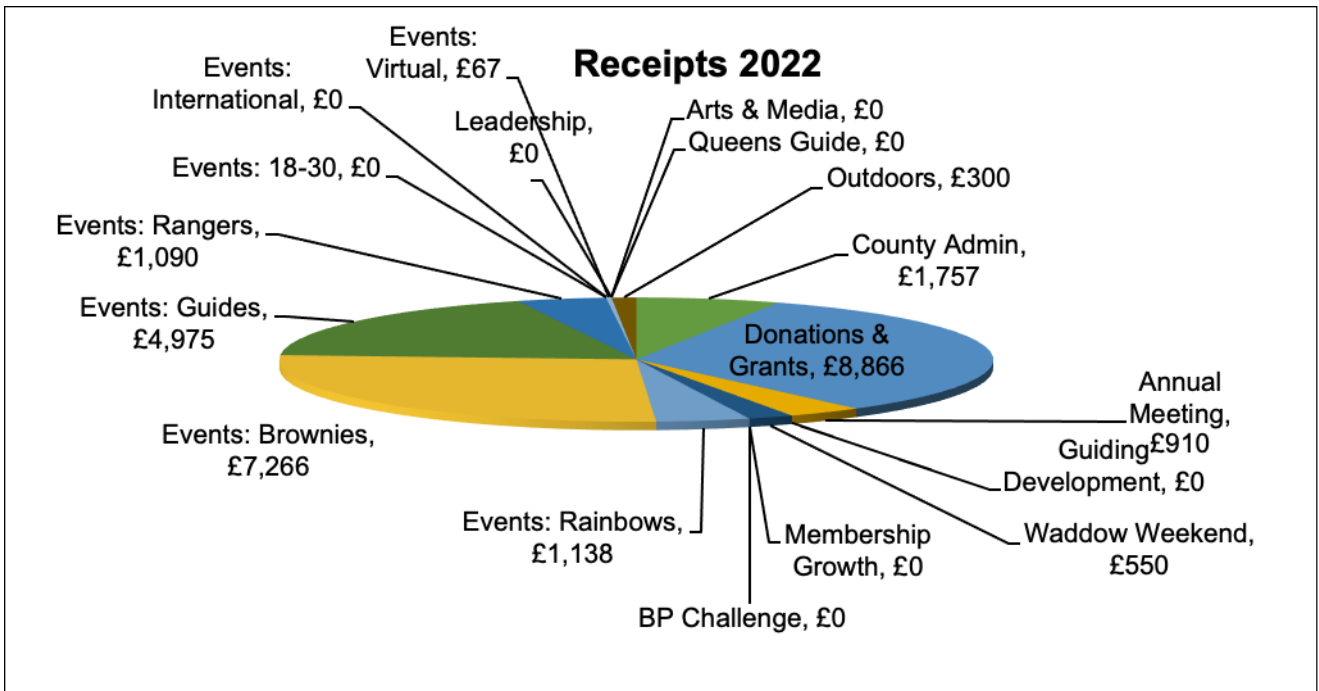 Receipts 2022
Events:
Virtual, £67
Events:
International, £0
Leadership,
£0
Arts & Media, £0
Queens Guide, £0
Outdoors, £300
Events: 18-30, £0
Events: Rangers,
£1,090
County Admin,
£1,757
Events: Guides,
£4,975
Donations &
Grants, £8,866
Annual
Meeting,
£910
Guiding
Development, £0
Events: Brownies,
£7,266
Events: Rainbows,
£1,138
Membership
Growth, £0
Waddow Weekend,
£550
BP Challenge, £0